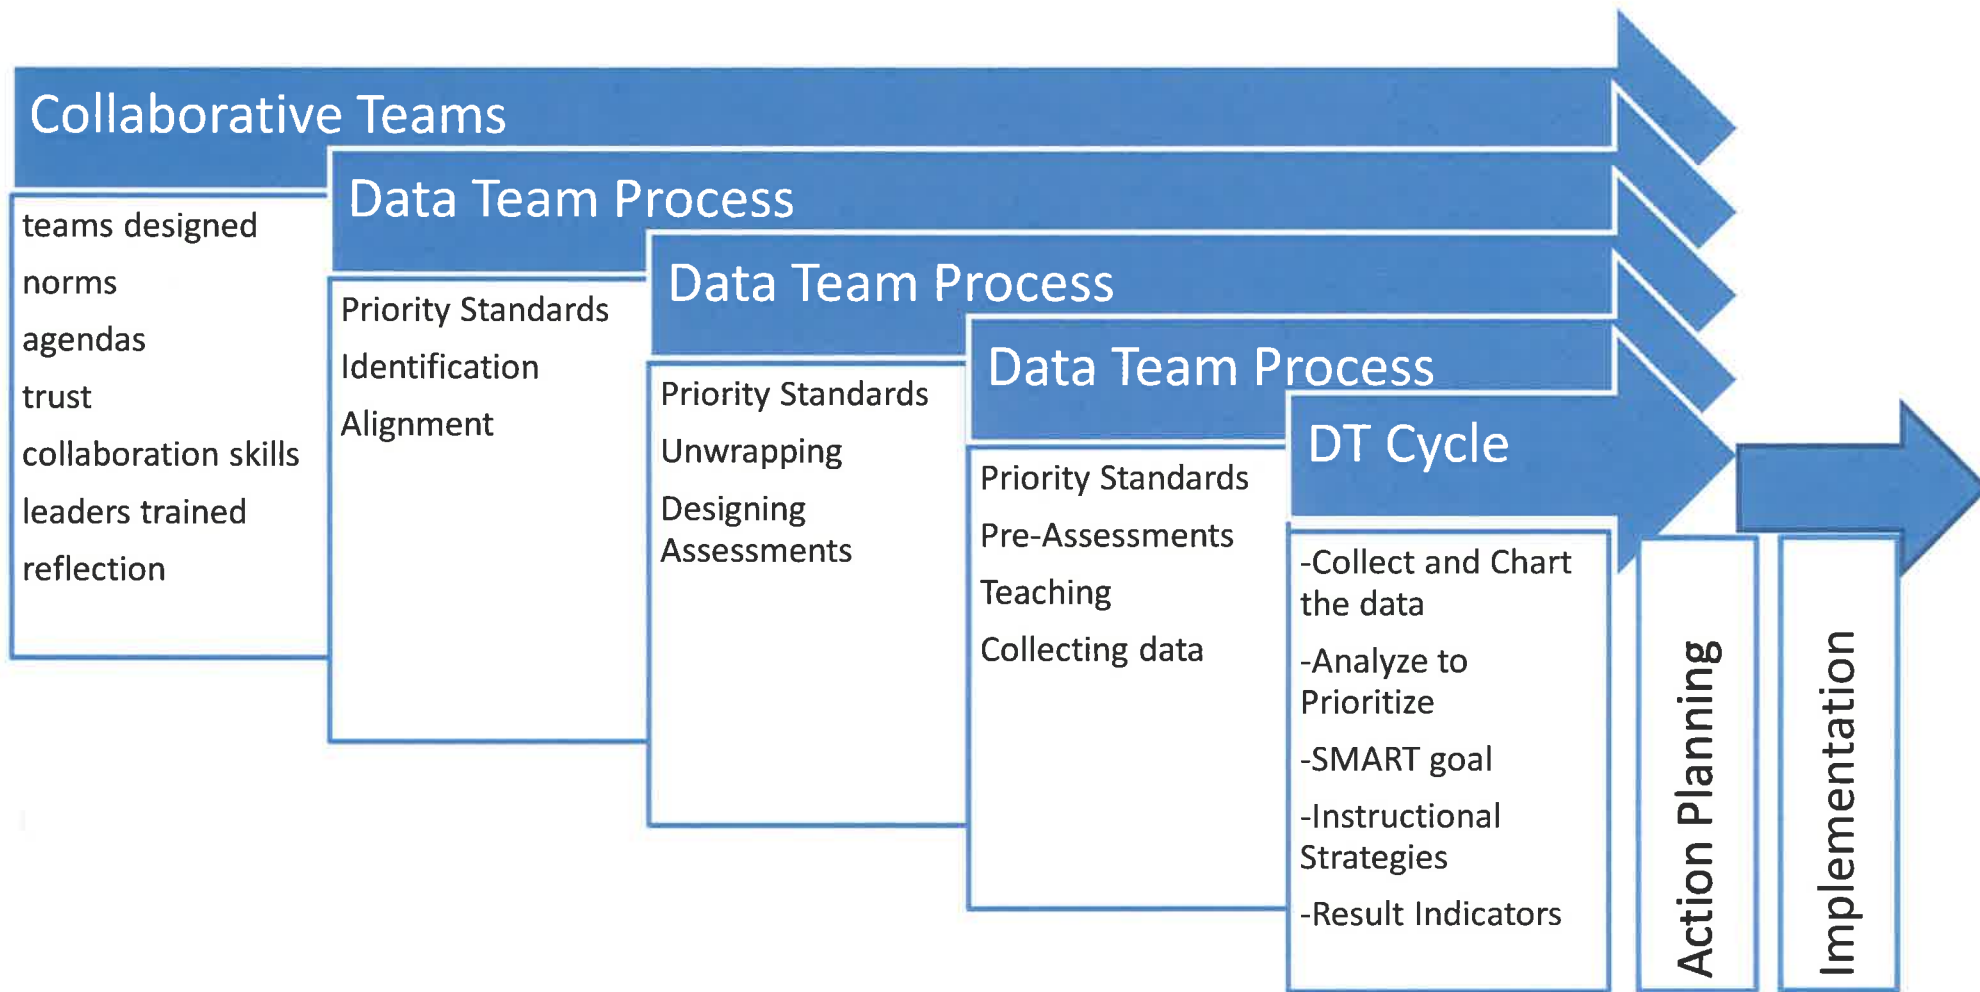 Collaborative Teams
teams designed
norms
agendas
trust
collaboration skills
leaders trained
reflection
Data Team Process
Priority Standards
Identification
Alignment
Data Team Process
Priority Standards
Unwrapping
Designing
Assessments
Data Team Process
Priority Standards
Pre-Assessments
Teaching
Collecting data
DT Cycle
-Collect and Chart
the data
-Analyze to
Prioritize
-SMART goal
-Instructional
Strategies
-Result Indicators
Action Planning
Implementation